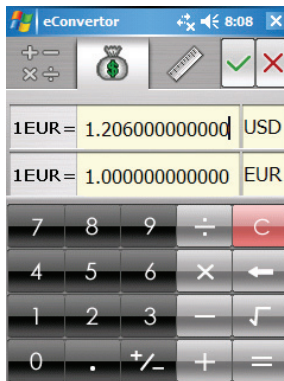 eConvertor 8:08
1EUR = 1.206000000000 USD
1EUR = 1.000000000000 EUR
7 8 9 ÷ C
4 5 6 × ←
1 2 3 − √
0 . +/- + =